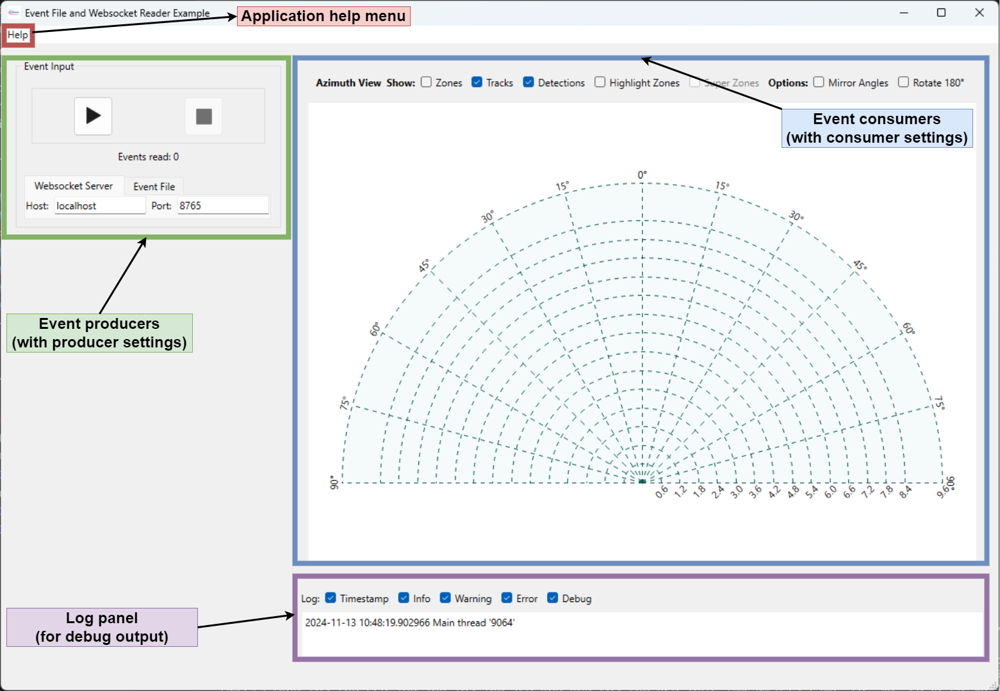 Event File and Websocket Reader Example
Application help menu
Help
Event Input
Events read: 0
Websocket Server Event File
Host: localhost Port: 8765
Event producers
(with producer settings)
Azimuth View Show: Zones Tracks Detections Highlight Zones Super Zones Options: Mirror Angles Rotate 180°
Event consumers
(with consumer settings)
0°
15° 15°
30° 30°
45° 45°
60° 60°
75° 75°
90° 90°
0.6 1.2 1.8 2.4 3.0 3.6 4.2 4.8 5.4 6.0 6.6 7.2 7.8 8.4 9.6
Log: Timestamp Info Warning Error Debug
2024-11-13 10:48:19.902966 Main thread '9064'
Log panel
(for debug output)